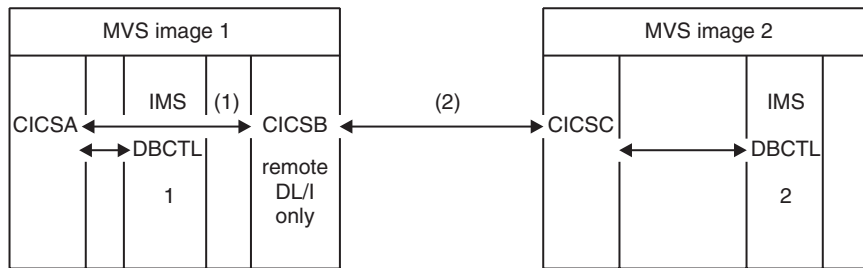 MVS image 1
MVS image 2
IMS
(1)
(2)
IMS
CICSA
CICSB
CICSC
DBCTL
DBCTL
remote
DL/I
only
1
2